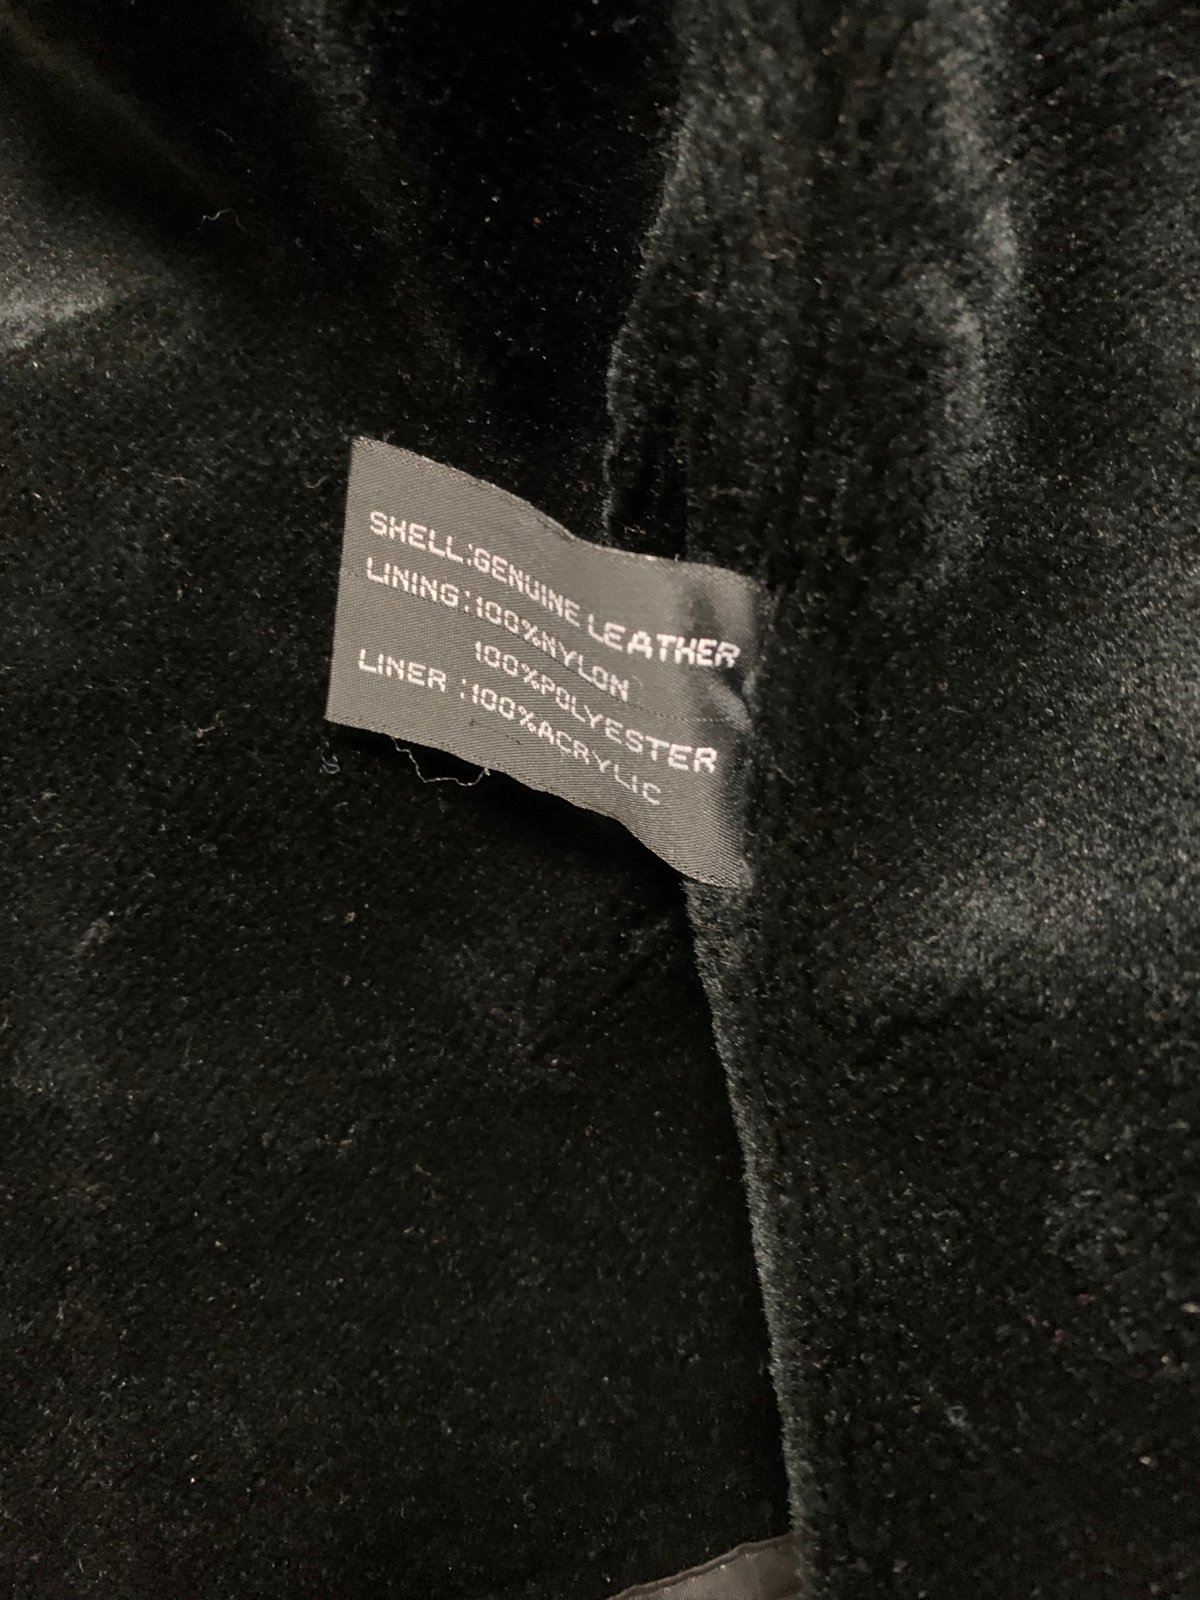 SHELL:GENUINE LEATHER
LINING:100%NYLON
100%POLYESTER
LINER :100%ACRYLIC